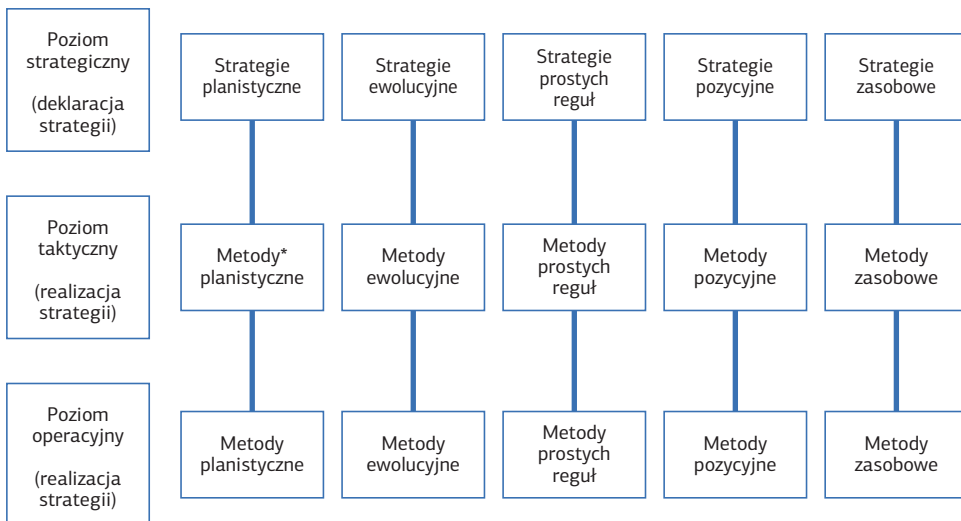 Poziom
strategiczny
(deklaracja
strategii)
Strategie
planistyczne
Strategie
ewolucyjne
Strategie
prostych
reguł
Strategie
pozycyjne
Strategie
zasobowe
Poziom
taktyczny
(realizacja
strategii)
Metody*
planistyczne
Metody
ewolucyjne
Metody
prostych
reguł
Metody
pozycyjne
Metody
zasobowe
Poziom
operacyjny
(realizacja
strategii)
Metody
planistyczne
Metody
ewolucyjne
Metody
prostych
reguł
Metody
pozycyjne
Metody
zasobowe